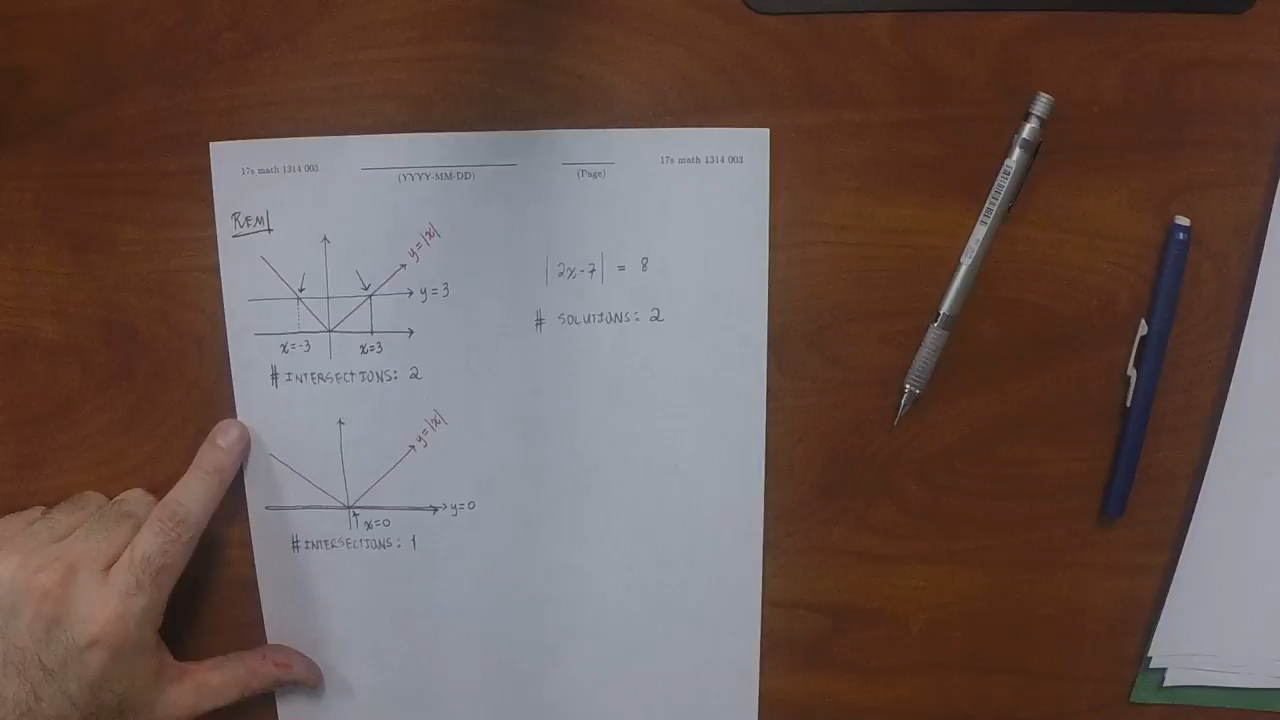 17s math 1314 003
(YYYY-MM-DD)
(Page)
17s math 1314 003
REM
y=|x|
y=3
x=-3
x=3
# INTERSECTIONS: 2
y=|x|
y=0
x=0
# INTERSECTIONS: 1
|2x-7| = 8
# SOLUTIONS: 2